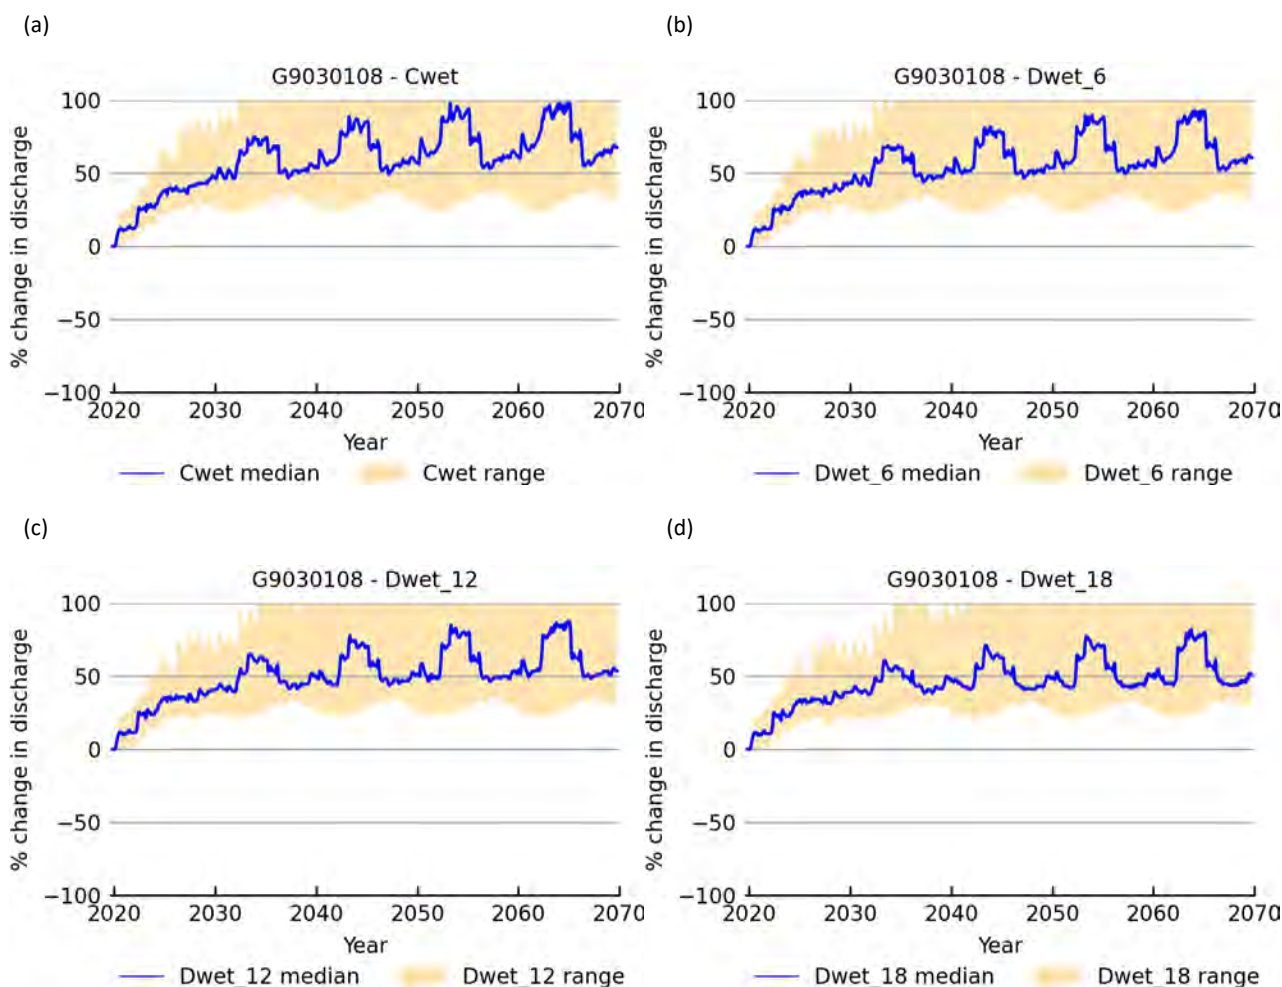 (a)
(b)
G9030108 - Cwet
G9030108 - Dwet_6
% change in discharge
100
50
0
−50
−100
2020 2030 2040 2050 2060 2070
Year
Cwet median Cwet range
% change in discharge
100
50
0
−50
−100
2020 2030 2040 2050 2060 2070
Year
Dwet_6 median Dwet_6 range
(c)
(d)
G9030108 - Dwet_12
G9030108 - Dwet_18
% change in discharge
100
50
0
−50
−100
2020 2030 2040 2050 2060 2070
Year
Dwet_12 median Dwet_12 range
% change in discharge
100
50
0
−50
−100
2020 2030 2040 2050 2060 2070
Year
Dwet_18 median Dwet_18 range